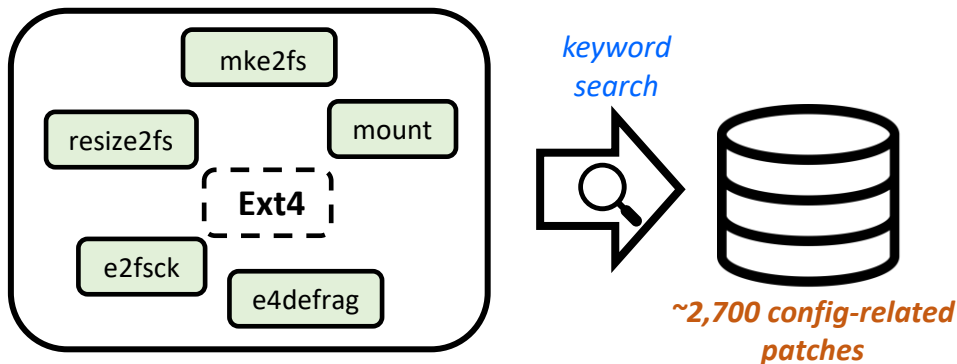 mke2fs
mount
resize2fs
Ext4
e2fsck
e4defrag
keyword
search
~2,700 config-related
patches